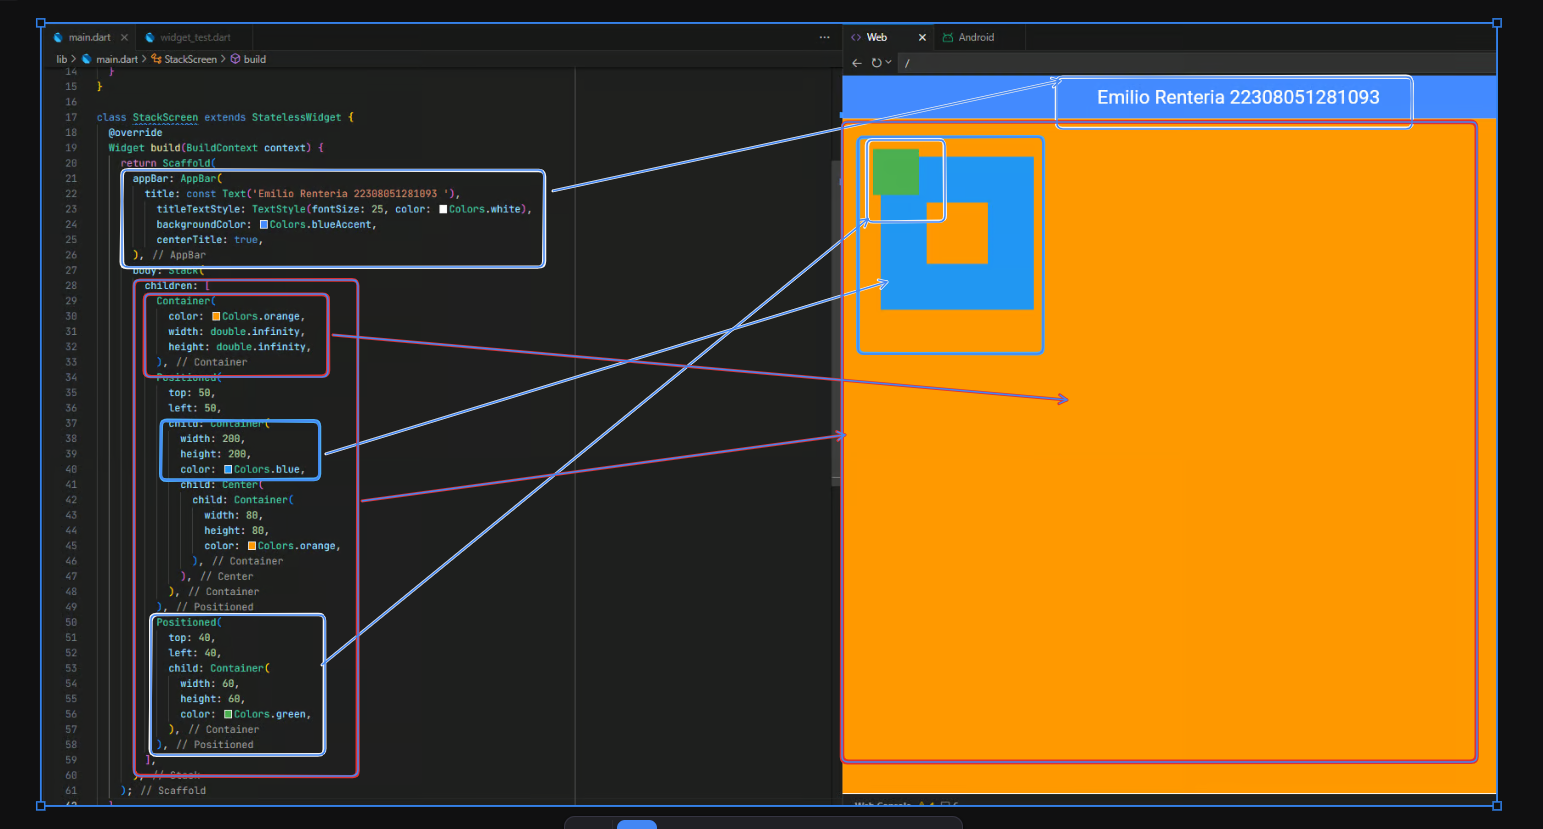 main.dart × widget_test.dart ···
lib > main.dart > StackScreen > build
14 }
15 }
16
17 class StackScreen extends StatelessWidget {
18 @override
19 Widget build(BuildContext context) {
20 return Scaffold(
21 appBar: AppBar(
22 title: const Text('Emilio Renteria 22308051281093 '),
23 titleTextStyle: TextStyle(fontSize: 25, color: Colors.white),
24 backgroundColor: Colors.blueAccent,
25 centerTitle: true,
26 ), // AppBar
27 body: Stack(
28 children: [
29 Container(
30 color: Colors.orange,
31 width: double.infinity,
32 height: double.infinity,
33 ), // Container
34 Positioned(
35 top: 50,
36 left: 50,
37 child: Container(
38 width: 200,
39 height: 200,
40 color: Colors.blue,
41 child: Center(
42 child: Container(
43 width: 80,
44 height: 80,
45 color: Colors.orange,
46 ), // Container
47 ), // Center
48 ), // Container
49 ), // Positioned
50 Positioned(
51 top: 40,
52 left: 40,
53 child: Container(
54 width: 60,
55 height: 60,
56 color: Colors.green,
57 ), // Container
58 ), // Positioned
59 ],
60 ), // Stack
61 ); // Scaffold
Web × Android
/
Emilio Renteria 22308051281093
Web Console